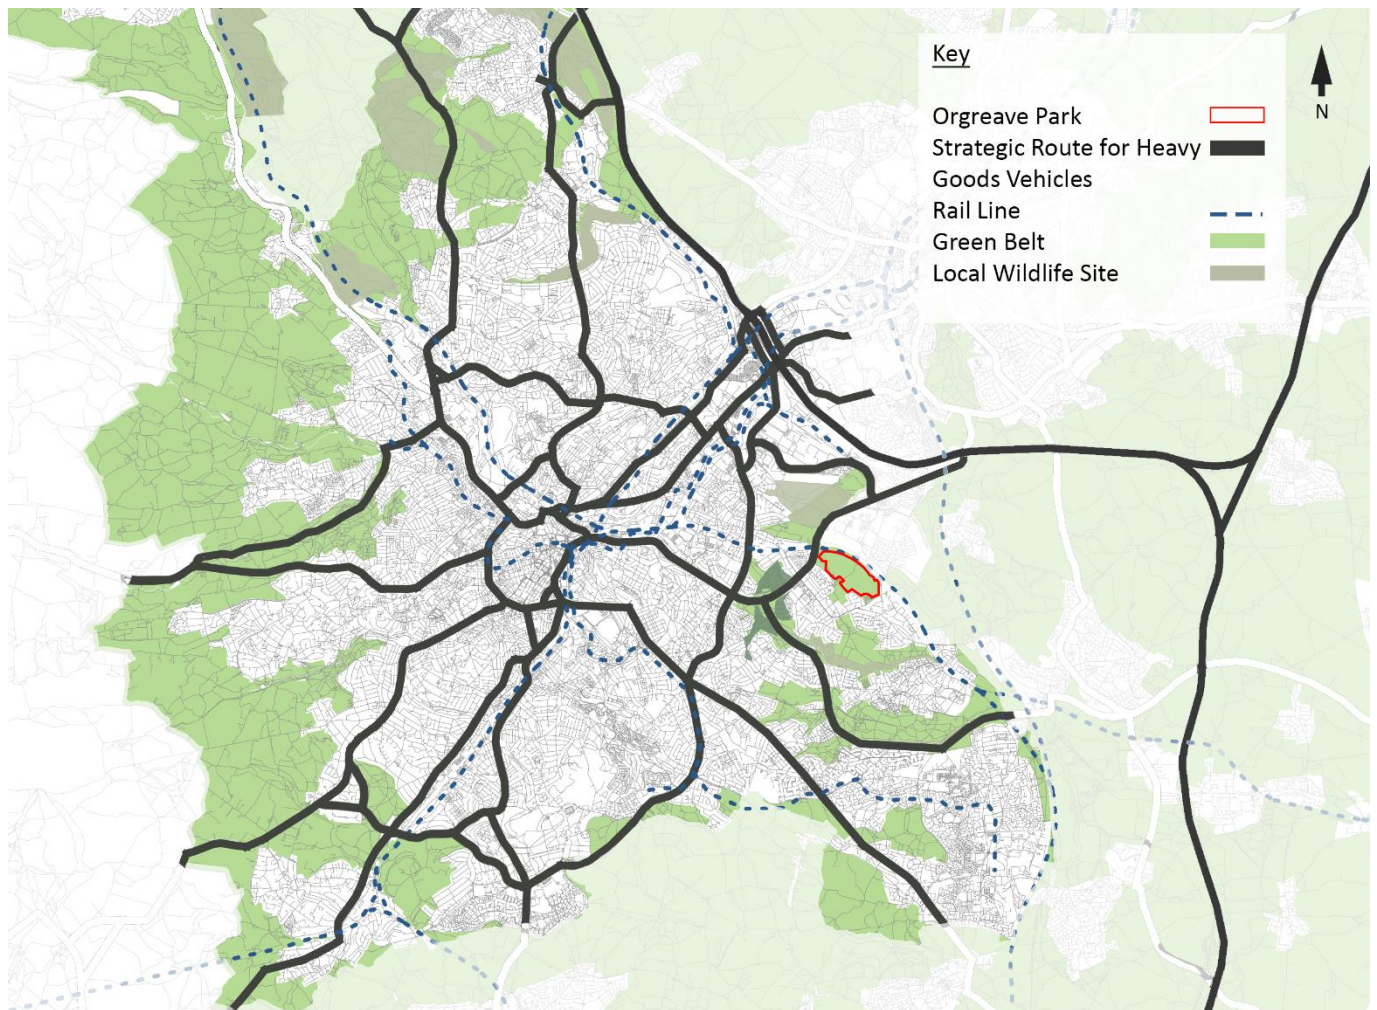 Key
Orgreave Park
Strategic Route for Heavy
Goods Vehicles
Rail Line
Green Belt
Local Wildlife Site
N